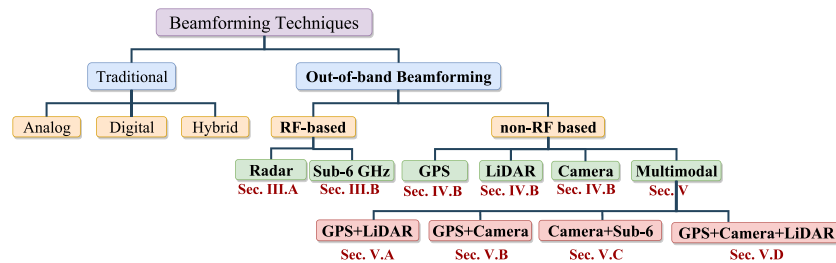 Beamforming Techniques
Traditional
Out-of-band Beamforming
Analog
Digital
Hybrid
RF-based
non-RF based
Radar
Sub-6 GHz
GPS
LiDAR
Camera
Multimodal
Sec. III.A
Sec. III.B
Sec. IV.B
Sec. IV.B
Sec. IV.B
Sec. V
GPS+LiDAR
GPS+Camera
Camera+Sub-6
GPS+Camera+LiDAR
Sec. V.A
Sec. V.B
Sec. V.C
Sec. V.D